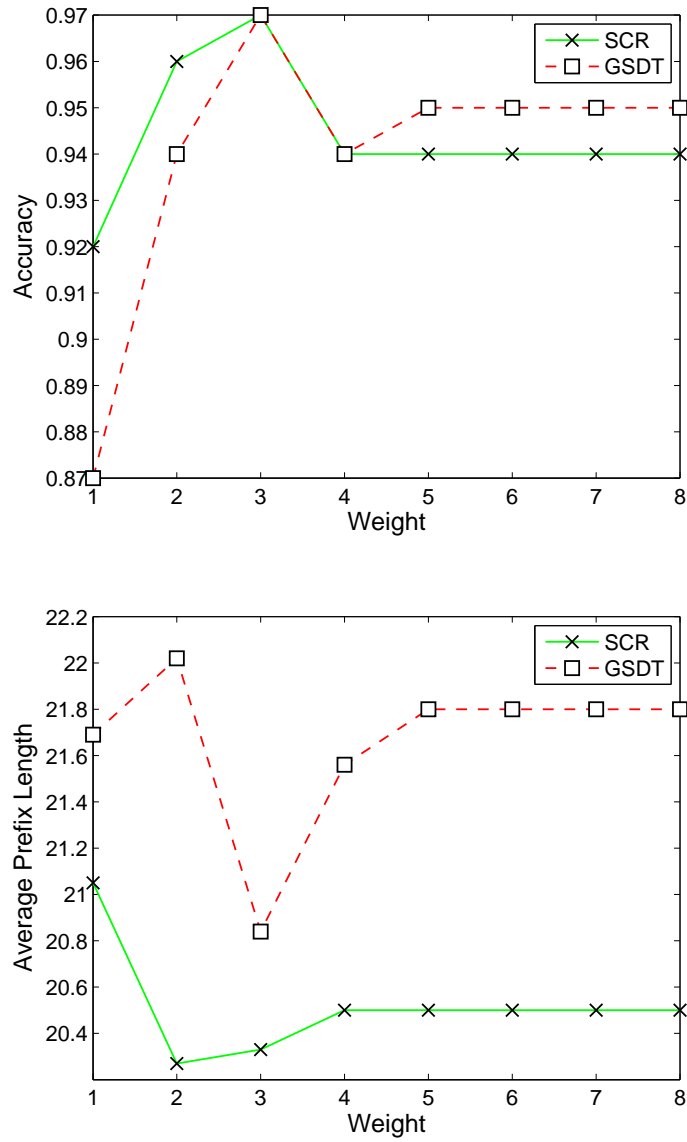 0.97
0.96
0.95
0.94
0.93
0.92
0.91
0.9
0.89
0.88
0.87
Accuracy
1 2 3 4 5 6 7 8
Weight
SCR
GSDT
22.2
22
21.8
21.6
21.4
21.2
21
20.8
20.6
20.4
Average Prefix Length
1 2 3 4 5 6 7 8
Weight
SCR
GSDT